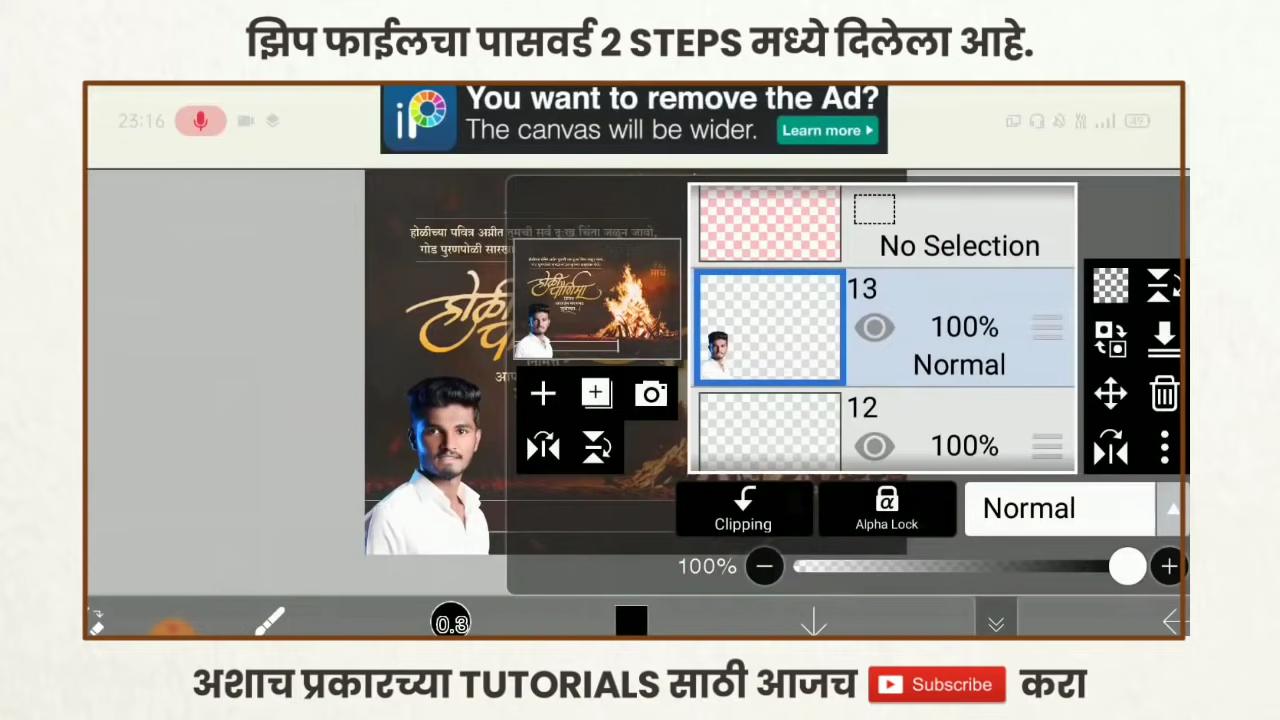 झिप फाईलचा पासवर्ड 2 STEPS मध्ये दिलेला आहे.
You want to remove the Ad?
The canvas will be wider.
Learn more
23:16
49
होळीच्या पवित्र अग्नीत तुमची सर्व दुःख चिंता जळून जावो,
गोड पुरणपोळी सारखा
होळी
No Selection
13
100%
Normal
12
100%
Clipping
Alpha Lock
Normal
100%
0.3
अशाच प्रकारच्या TUTORIALS साठी आजच Subscribe करा